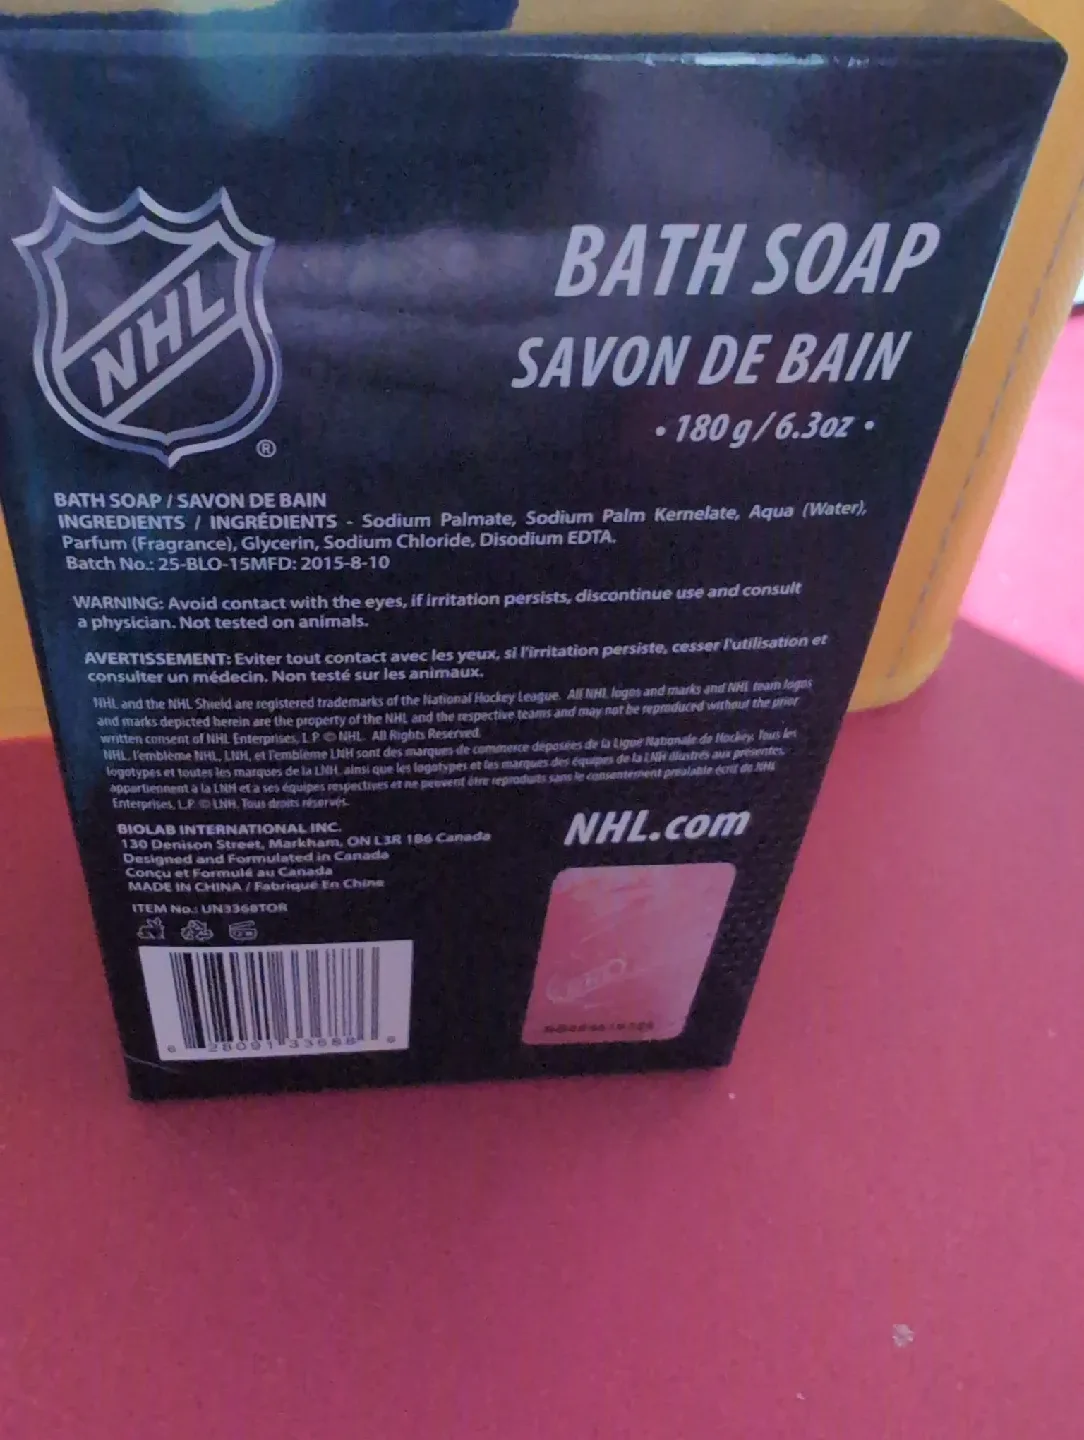 NHL
®
BATH SOAP
SAVON DE BAIN
• 180 g / 6.3oz •
BATH SOAP / SAVON DE BAIN
INGREDIENTS / INGRÉDIENTS - Sodium Palmate, Sodium Palm Kernelate, Aqua (Water),
Parfum (Fragrance), Glycerin, Sodium Chloride, Disodium EDTA.
Batch No.: 25-BLO-15MFD: 2015-8-10
WARNING: Avoid contact with the eyes, if irritation persists, discontinue use and consult
a physician. Not tested on animals.
AVERTISSEMENT: Eviter tout contact avec les yeux, si l'irritation persiste, cesser l'utilisation et
consulter un médecin. Non testé sur les animaux.
NHL and the NHL Shield are registered trademarks of the National Hockey League. All NHL logos and marks and NHL team logos
and marks depicted herein are the property of the NHL and the respective teams and may not be reproduced without the prior
written consent of NHL Enterprises, L.P. © NHL. All Rights Reserved.
NHL, l'emblème NHL, LNH, et l'emblème LNH sont des marques de commerce déposées de la Ligue Nationale de Hockey. Tous les
logotypes et toutes les marques de la LNH, ainsi que les logotypes et les marques des équipes de la LNH illustrés aux présentes,
appartiennent à la LNH et a ses équipes respectives et ne peuvent être reproduits sans le consentement préalable écrit de NHL
Enterprises, L.P. © LNH. Tous droits réservés.
BIOLAB INTERNATIONAL INC.
130 Denison Street, Markham, ON L3R 1B6 Canada
Designed and Formulated in Canada
Conçu et Formulé au Canada
MADE IN CHINA / Fabriqué En Chine
ITEM No.: UN3368TOR
NHL.com